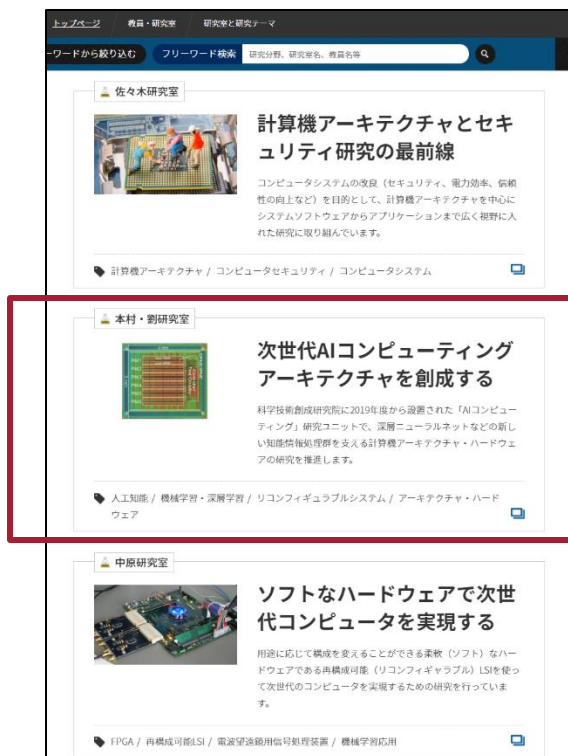 トップページ 教員・研究室 研究室と研究テーマ
ーワードから絞り込む フリーワード検索 研究分野、研究室名、教員名等
佐々木研究室
計算機アーキテクチャとセキ
ュリティ研究の最前線
コンピュータシステムの改良（セキュリティ、電力効率、信頼
性の向上など）を目的として、計算機アーキテクチャを中心に
システムソフトウェアからアプリケーションまで広く視野に入
れた研究に取り組んでいます。
計算機アーキテクチャ / コンピュータセキュリティ / コンピュータシステム
本村・劉研究室
次世代AIコンピューティング
アーキテクチャを創成する
科学技術創成研究院に2019年度から設置された「AIコンピュー
ティング」研究ユニットで、深層ニューラルネットなどの新し
い知能情報処理群を支える計算機アーキテクチャ・ハードウェ
アの研究を推進します。
人工知能 / 機械学習・深層学習 / リコンフィギュラブルシステム / アーキテクチャ・ハード
ウェア
中原研究室
ソフトなハードウェアで次世
代コンピュータを実現する
用途に応じて構成を変えることができる柔軟（ソフト）なハー
ドウェアである再構成可能（リコンフィギャラブル）LSIを使っ
て次世代のコンピュータを実現するための研究を行っていま
す。
FPGA / 再構成可能LSI / 電波望遠鏡用信号処理装置 / 機械学習応用